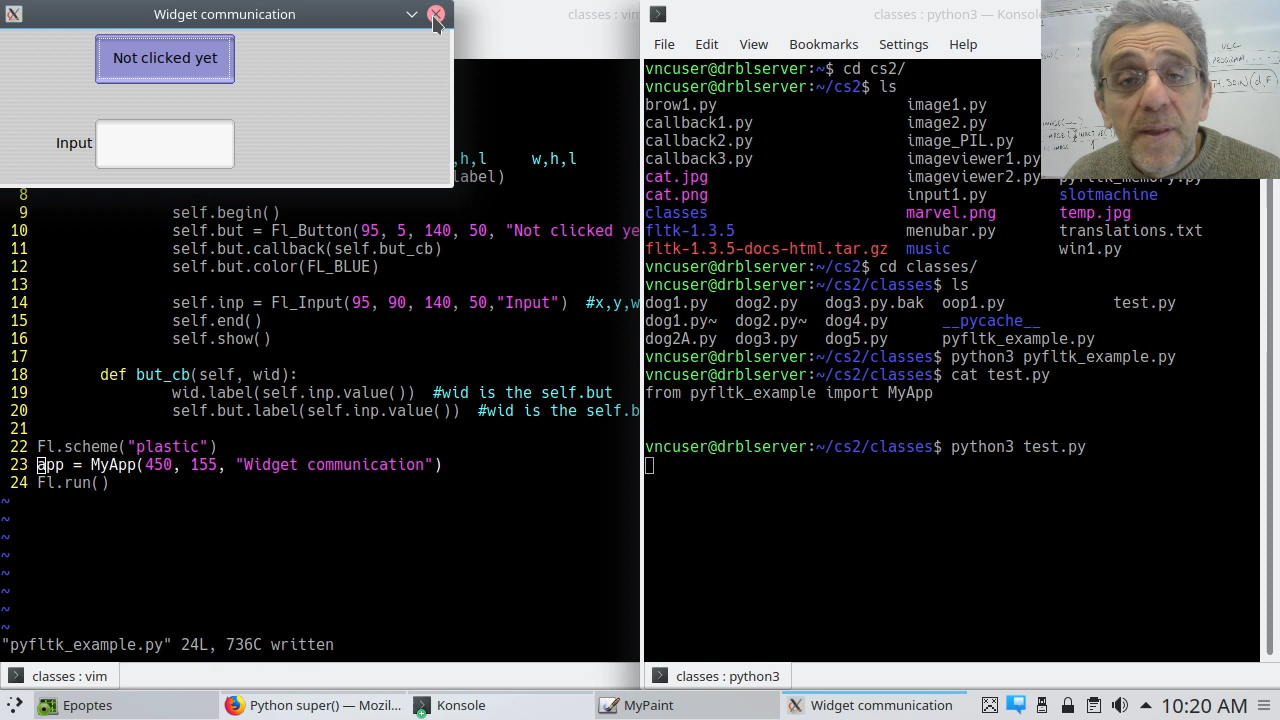 Widget communication
classes : vim
classes : python3 — Konsole
Not clicked yet
Input
File Edit View Bookmarks Settings Help
,h,l w,h,l
label)
8
9 self.begin()
10 self.but = Fl_Button(95, 5, 140, 50, "Not clicked ye
11 self.but.callback(self.but_cb)
12 self.but.color(FL_BLUE)
13
14 self.inp = Fl_Input(95, 90, 140, 50,"Input") #x,y,w
15 self.end()
16 self.show()
17
18 def but_cb(self, wid):
19 wid.label(self.inp.value()) #wid is the self.but
20 self.but.label(self.inp.value()) #wid is the self.b
21
22 Fl.scheme("plastic")
23 app = MyApp(450, 155, "Widget communication")
24 Fl.run()
~
~
~
~
~
~
~
~
"pyfltk_example.py" 24L, 736C written
vncuser@drblserver:~$ cd cs2/
vncuser@drblserver:~/cs2$ ls
brow1.py image1.py
callback1.py image2.py
callback2.py image_PIL.py
callback3.py imageviewer1.py
cat.jpg imageviewer2.py pyfltk_memory.py
cat.png input1.py slotmachine
classes marvel.png temp.jpg
fltk-1.3.5 menubar.py translations.txt
fltk-1.3.5-docs-html.tar.gz music win1.py
vncuser@drblserver:~/cs2$ cd classes/
vncuser@drblserver:~/cs2/classes$ ls
dog1.py dog2.py dog3.py.bak oop1.py test.py
dog1.py~ dog2.py~ dog4.py __pycache__
dog2A.py dog3.py dog5.py pyfltk_example.py
vncuser@drblserver:~/cs2/classes$ python3 pyfltk_example.py
vncuser@drblserver:~/cs2/classes$ cat test.py
from pyfltk_example import MyApp
vncuser@drblserver:~/cs2/classes$ python3 test.py
classes : vim
classes : python3
Epoptes
Python super() — Mozil...
Konsole
MyPaint
Widget communication
10:20 AM